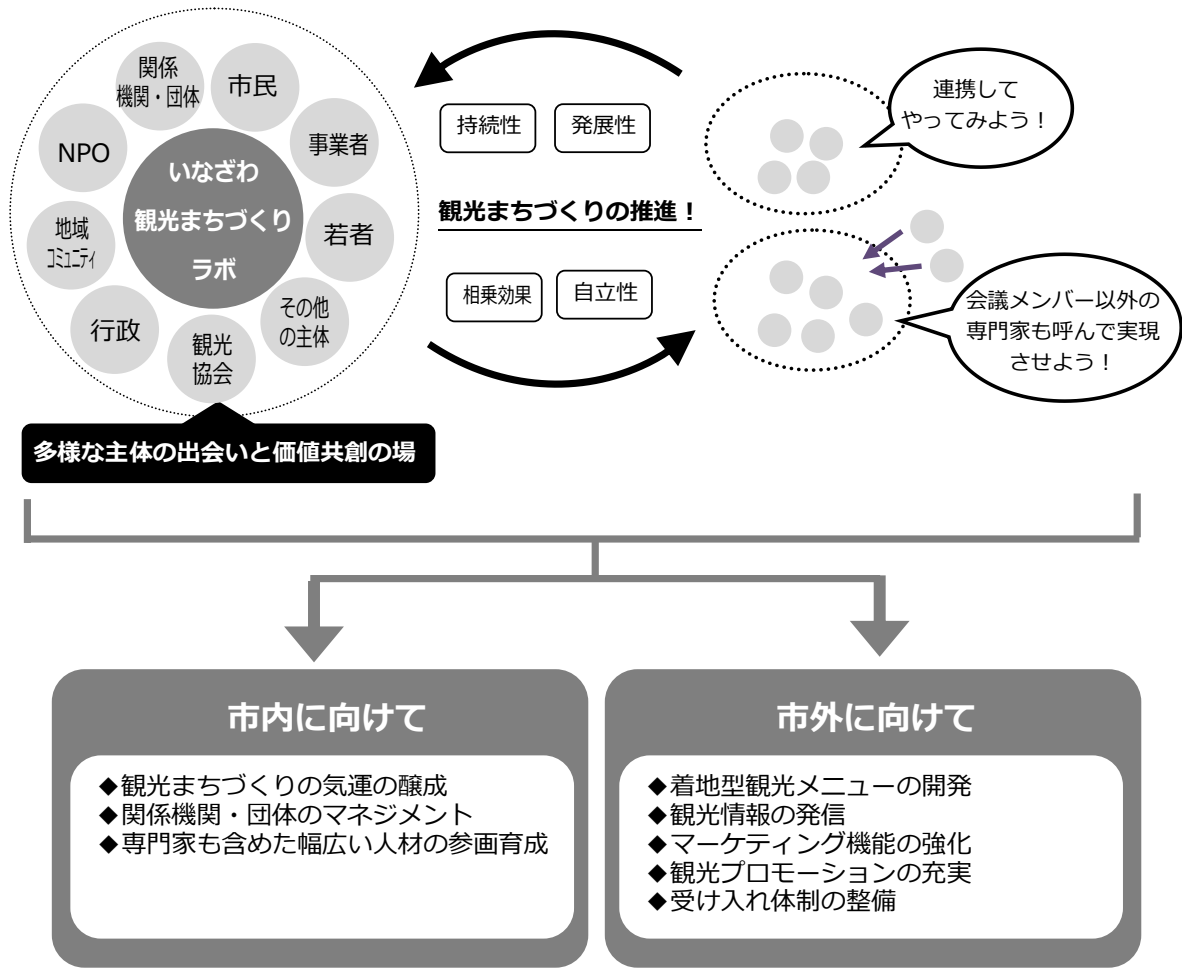 関係
機関・団体
市民
事業者
若者
その他
の主体
観光
協会
行政
地域
コミュニティ
NPO
いなざわ
観光まちづくり
ラボ
多様な主体の出会いと価値共創の場
持続性
発展性
観光まちづくりの推進!
相乗効果
自立性
連携して
やってみよう!
会議メンバー以外の
専門家も呼んで実現
させよう!
市内に向けて
◆観光まちづくりの気運の醸成
◆関係機関・団体のマネジメント
◆専門家も含めた幅広い人材の参画育成
市外に向けて
◆着地型観光メニューの開発
◆観光情報の発信
◆マーケティング機能の強化
◆観光プロモーションの充実
◆受け入れ体制の整備